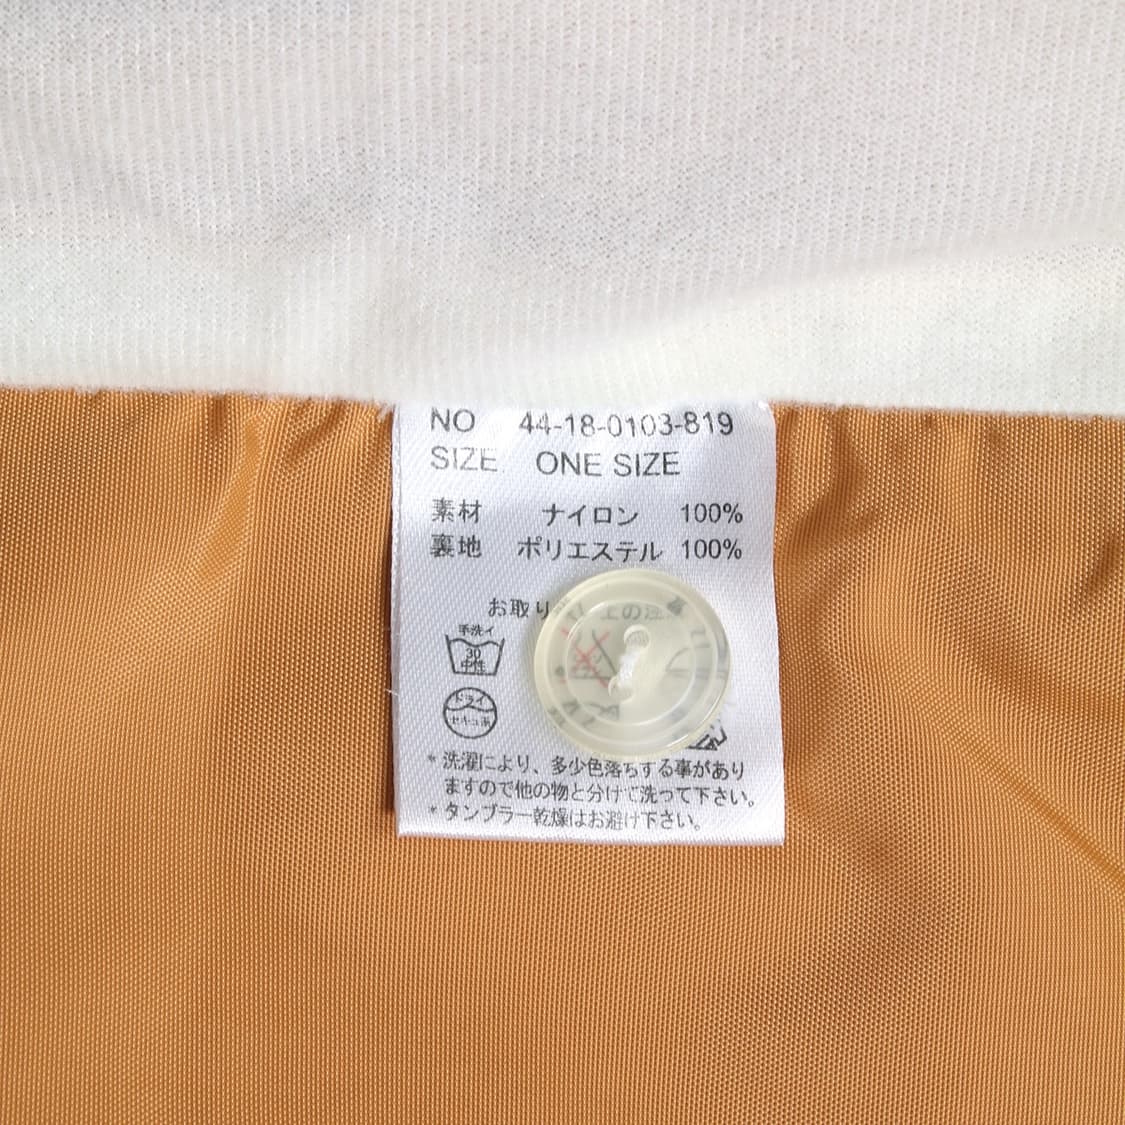 NO 44-18-0103-819
SIZE ONE SIZE
素材 ナイロン 100%
裏地 ポリエステル 100%
お取り 上の注
手洗イ
30
中性
ドライ
セキユ系
* 洗濯により、多少色落ちする事があり
ますので他の物と分けて洗って下さい。
* タンブラー乾燥はお避け下さい。